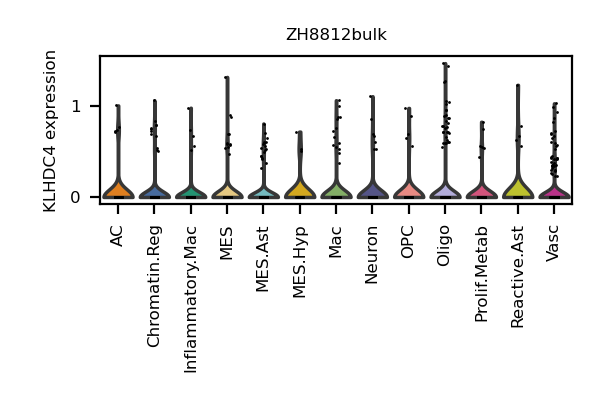 ZH8812bulk
KLHDC4 expression
1
0
AC
Chromatin.Reg
Inflammatory.Mac
MES
MES.Ast
MES.Hyp
Mac
Neuron
OPC
Oligo
Prolif.Metab
Reactive.Ast
Vasc